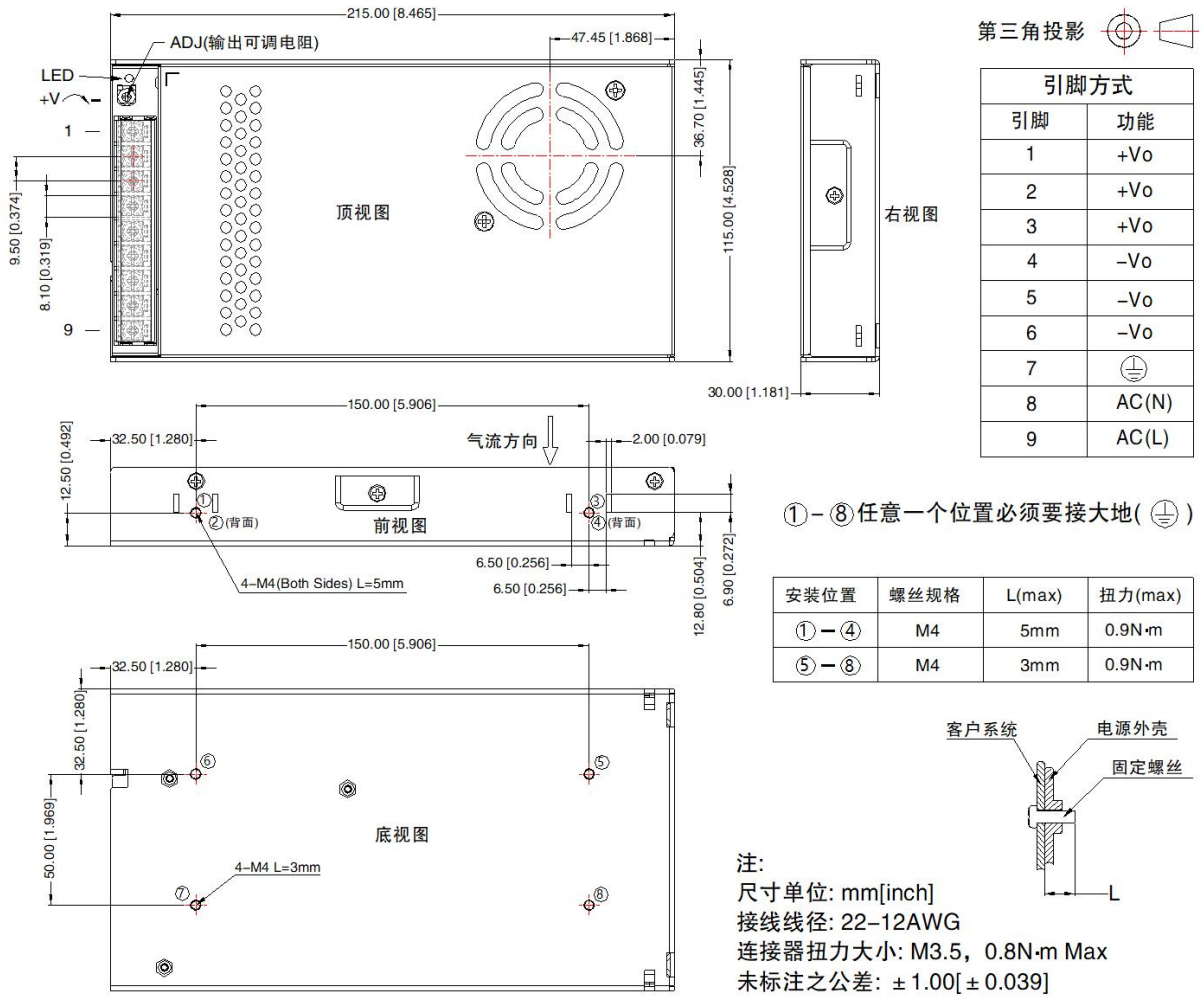 215.00 [8.465]
47.45 [1.868]
ADJ(输出可调电阻)
LED
+V
−
1
9
9.50 [0.374]
8.10 [0.319]
顶视图
36.70 [1.445]
115.00 [4.528]
右视图
30.00 [1.181]
第三角投影
引脚方式
引脚 功能
1 +Vo
2 +Vo
3 +Vo
4 −Vo
5 −Vo
6 −Vo
7
8 AC(N)
9 AC(L)
150.00 [5.906]
32.50 [1.280]
12.50 [0.492]
气流方向
2.00 [0.079]
①
②(背面)
前视图
③
④(背面)
4−M4(Both Sides) L=5mm
6.50 [0.256]
6.50 [0.256]
12.80 [0.504]
6.90 [0.272]
①−⑧任意一个位置必须要接大地( )
安装位置 螺丝规格 L(max) 扭力(max)
①−④ M4 5mm 0.9N·m
⑤−⑧ M4 3mm 0.9N·m
150.00 [5.906]
32.50 [1.280]
32.50 [1.280]
50.00 [1.969]
⑥
⑤
底视图
4−M4 L=3mm
⑦
⑧
客户系统
电源外壳
固定螺丝
L
注:
尺寸单位: mm[inch]
接线线径: 22−12AWG
连接器扭力大小: M3.5，0.8N·m Max
未标注之公差: ±1.00[±0.039]